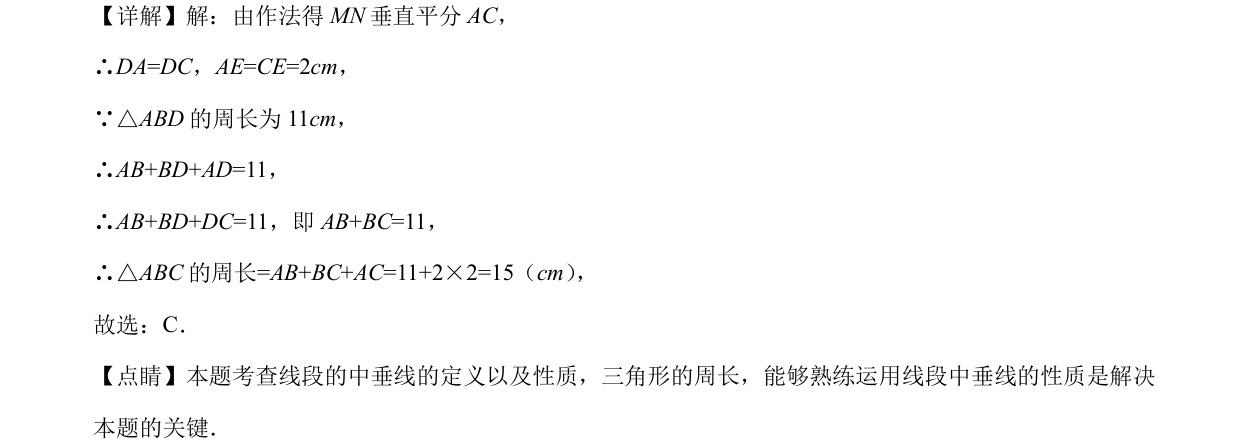 【详解】解：由作法得 MN 垂直平分 AC，
∴DA=DC，AE=CE=2cm，
∵△ABD 的周长为 11cm，
∴AB+BD+AD=11，
∴AB+BD+DC=11，即 AB+BC=11，
∴△ABC 的周长=AB+BC+AC=11+2×2=15（cm），
故选：C．
【点睛】本题考查线段的中垂线的定义以及性质，三角形的周长，能够熟练运用线段中垂线的性质是解决
本题的关键．